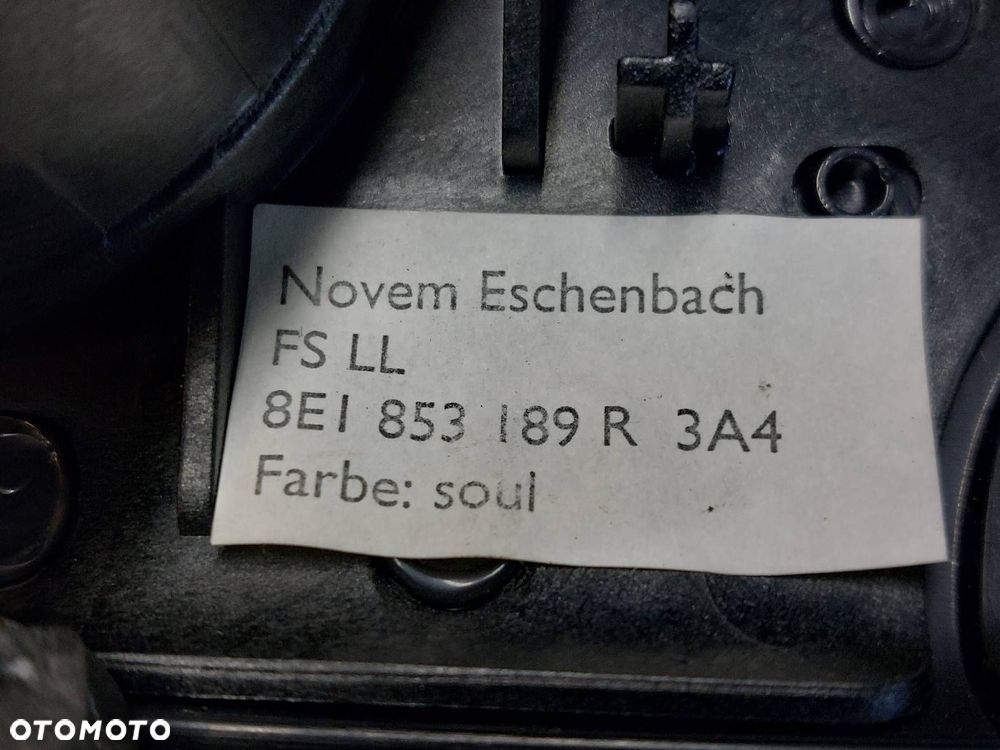 Novem Eschenbach
FS LL
8E1 853 189 R 3A4
Farbe: soul
OTOMOTO